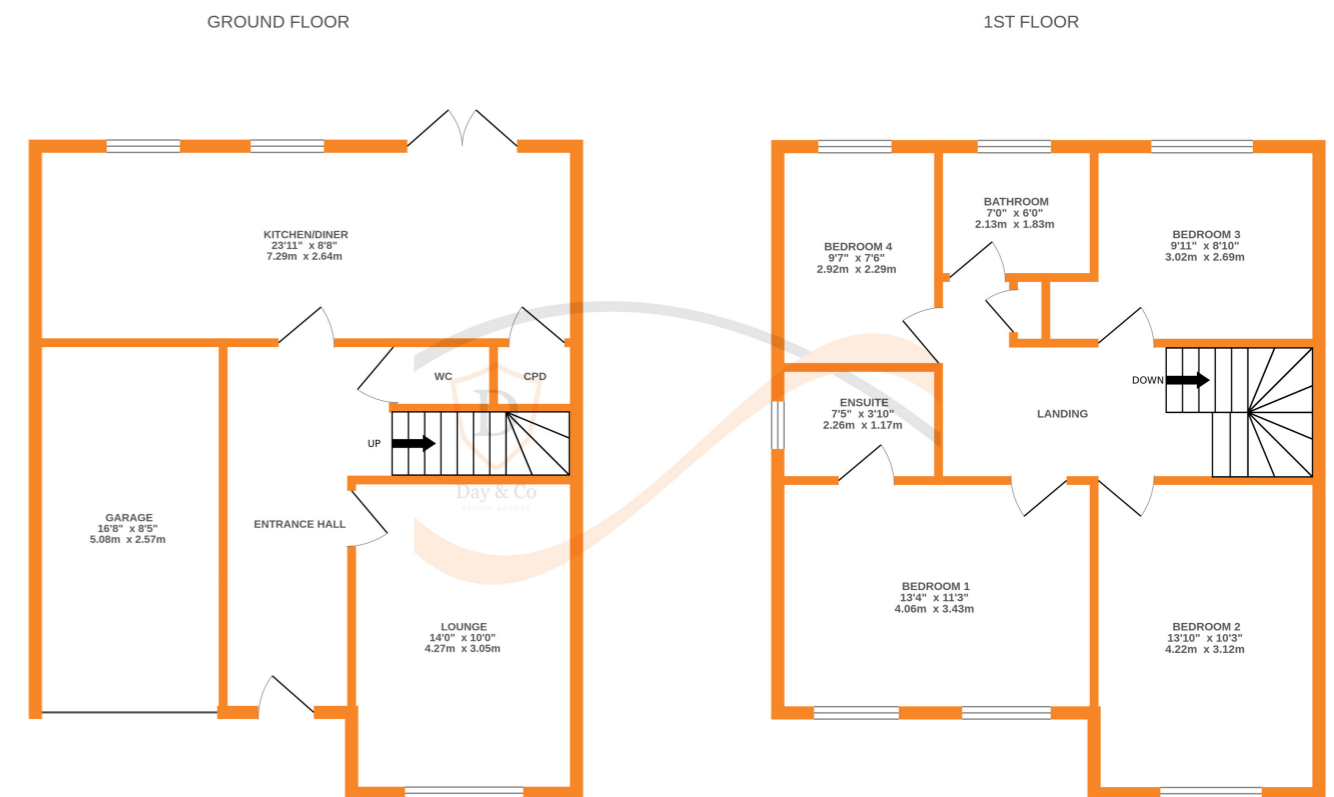 GROUND FLOOR
KITCHEN/DINER
23'11" x 8'8"
7.29m x 2.64m
WC
CPD
UP
GARAGE
16'8" x 8'5"
5.08m x 2.57m
ENTRANCE HALL
D
Day & Co
ESTATE AGENTS
LOUNGE
14'0" x 10'0"
4.27m x 3.05m
1ST FLOOR
BEDROOM 4
9'7" x 7'6"
2.92m x 2.29m
BATHROOM
7'0" x 6'0"
2.13m x 1.83m
BEDROOM 3
9'11" x 8'10"
3.02m x 2.69m
DOWN
ENSUITE
7'5" x 3'10"
2.26m x 1.17m
LANDING
BEDROOM 1
13'4" x 11'3"
4.06m x 3.43m
BEDROOM 2
13'10" x 10'3"
4.22m x 3.12m